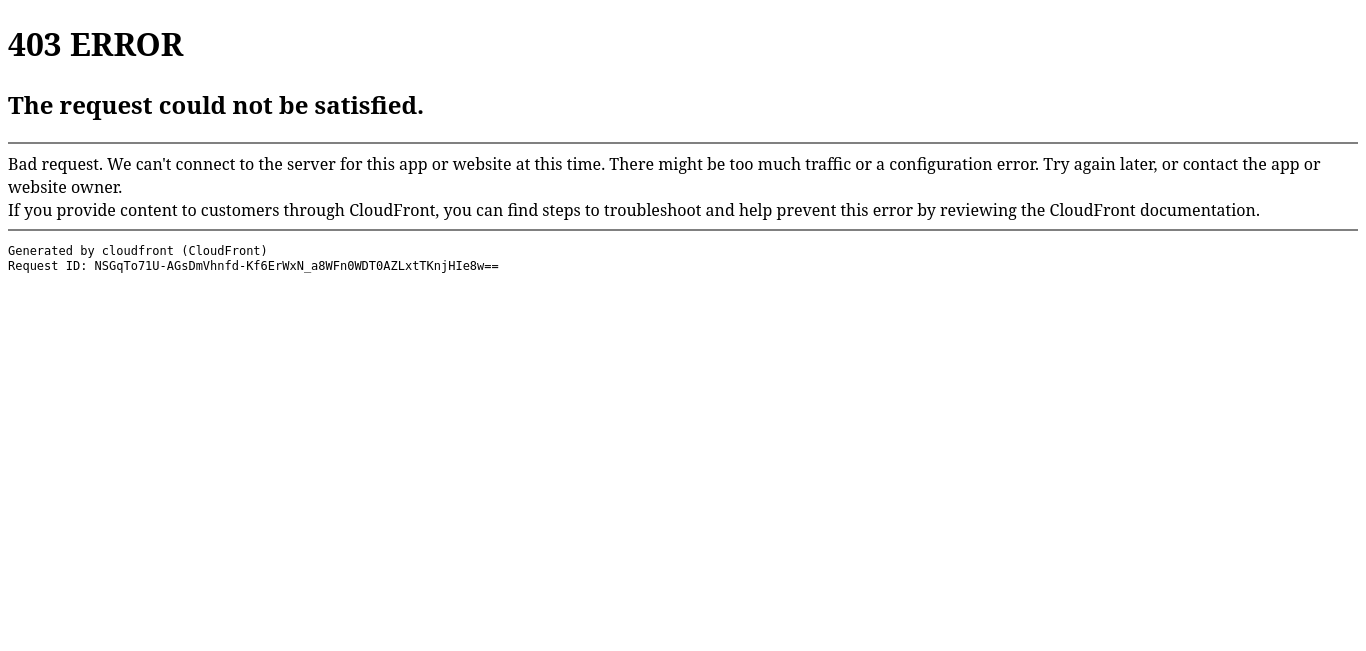 403 ERROR
The request could not be satisfied.
Bad request. We can't connect to the server for this app or website at this time. There might be too much traffic or a configuration error. Try again later, or contact the app or
website owner.
If you provide content to customers through CloudFront, you can find steps to troubleshoot and help prevent this error by reviewing the CloudFront documentation.
Generated by cloudfront (CloudFront)
Request ID: NSGqTo71U-AGsDmVhnfd-Kf6ErWxN_a8WFn0WDT0AZLxtTKnjHIe8w==